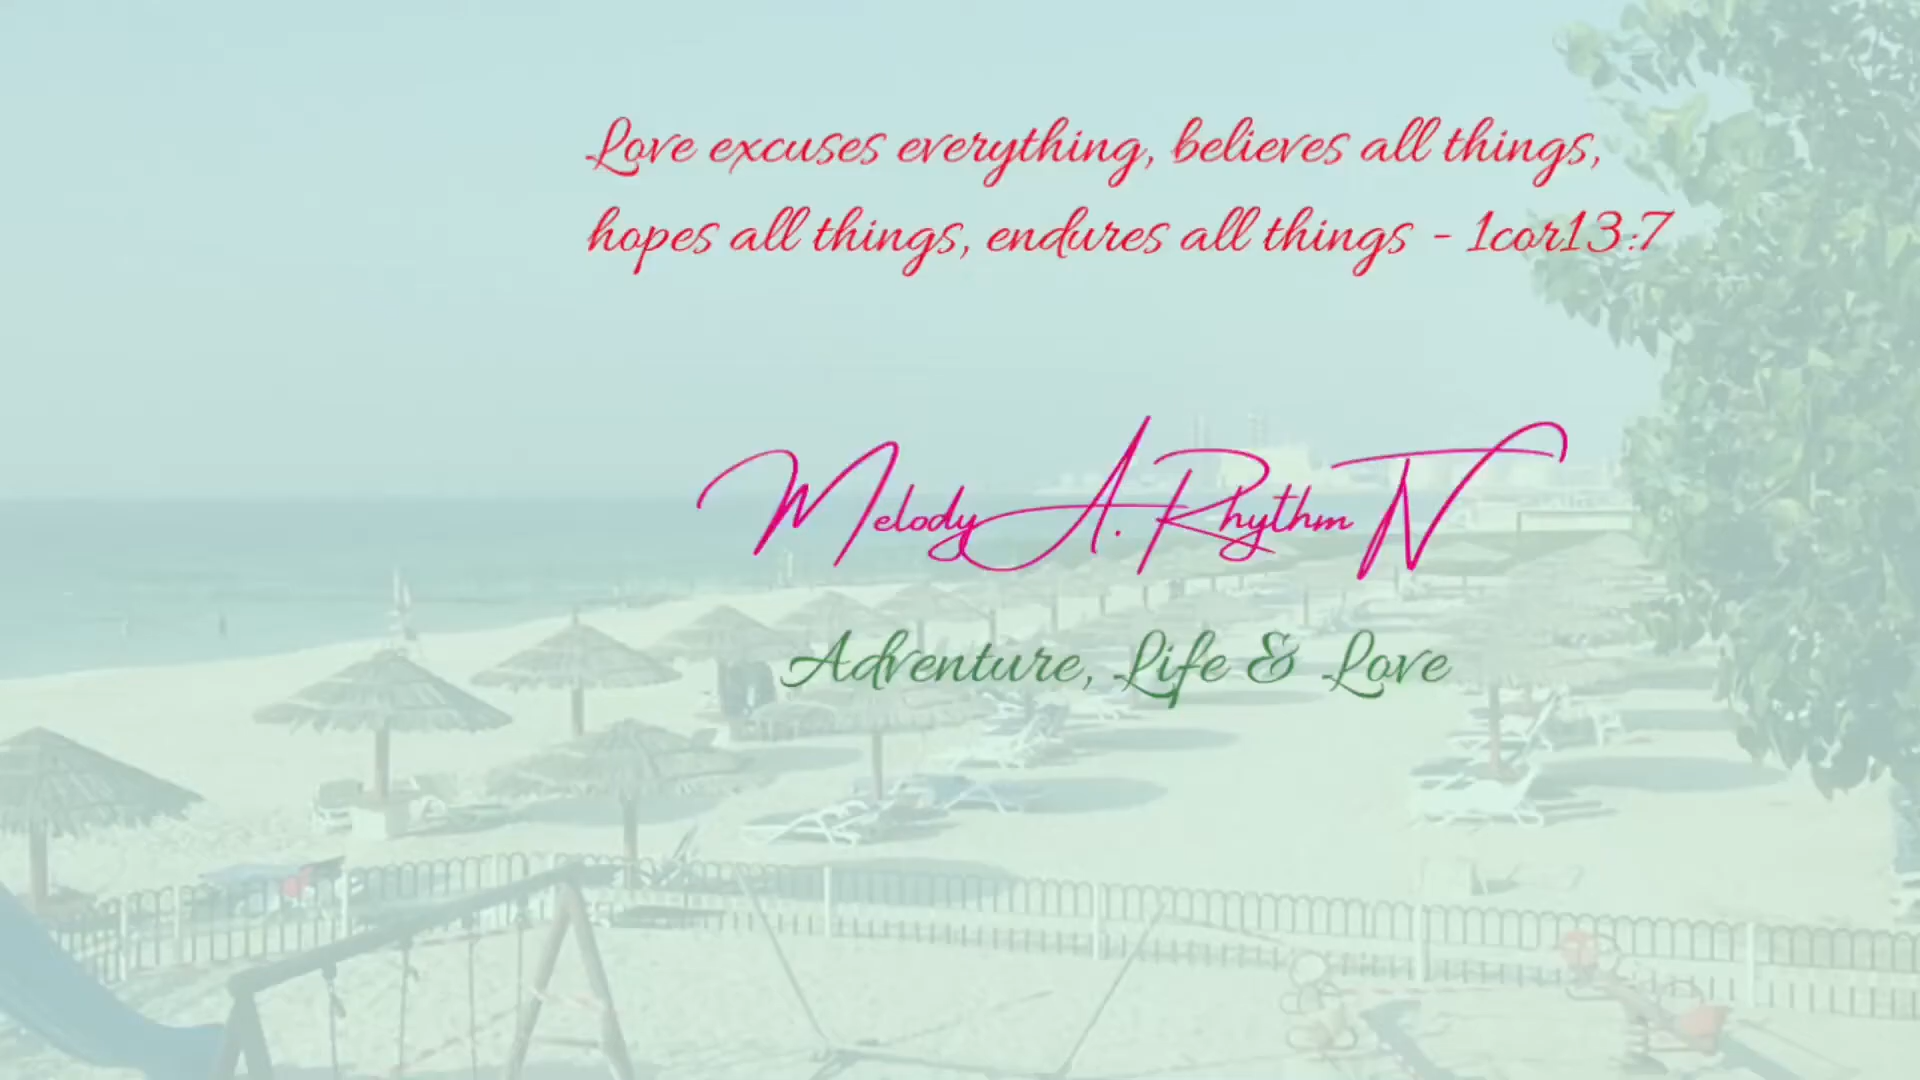 Love excuses everything, believes all things,
hopes all things, endures all things - 1cor13:7
Melody A. Rhythm N
Adventure, Life & Love